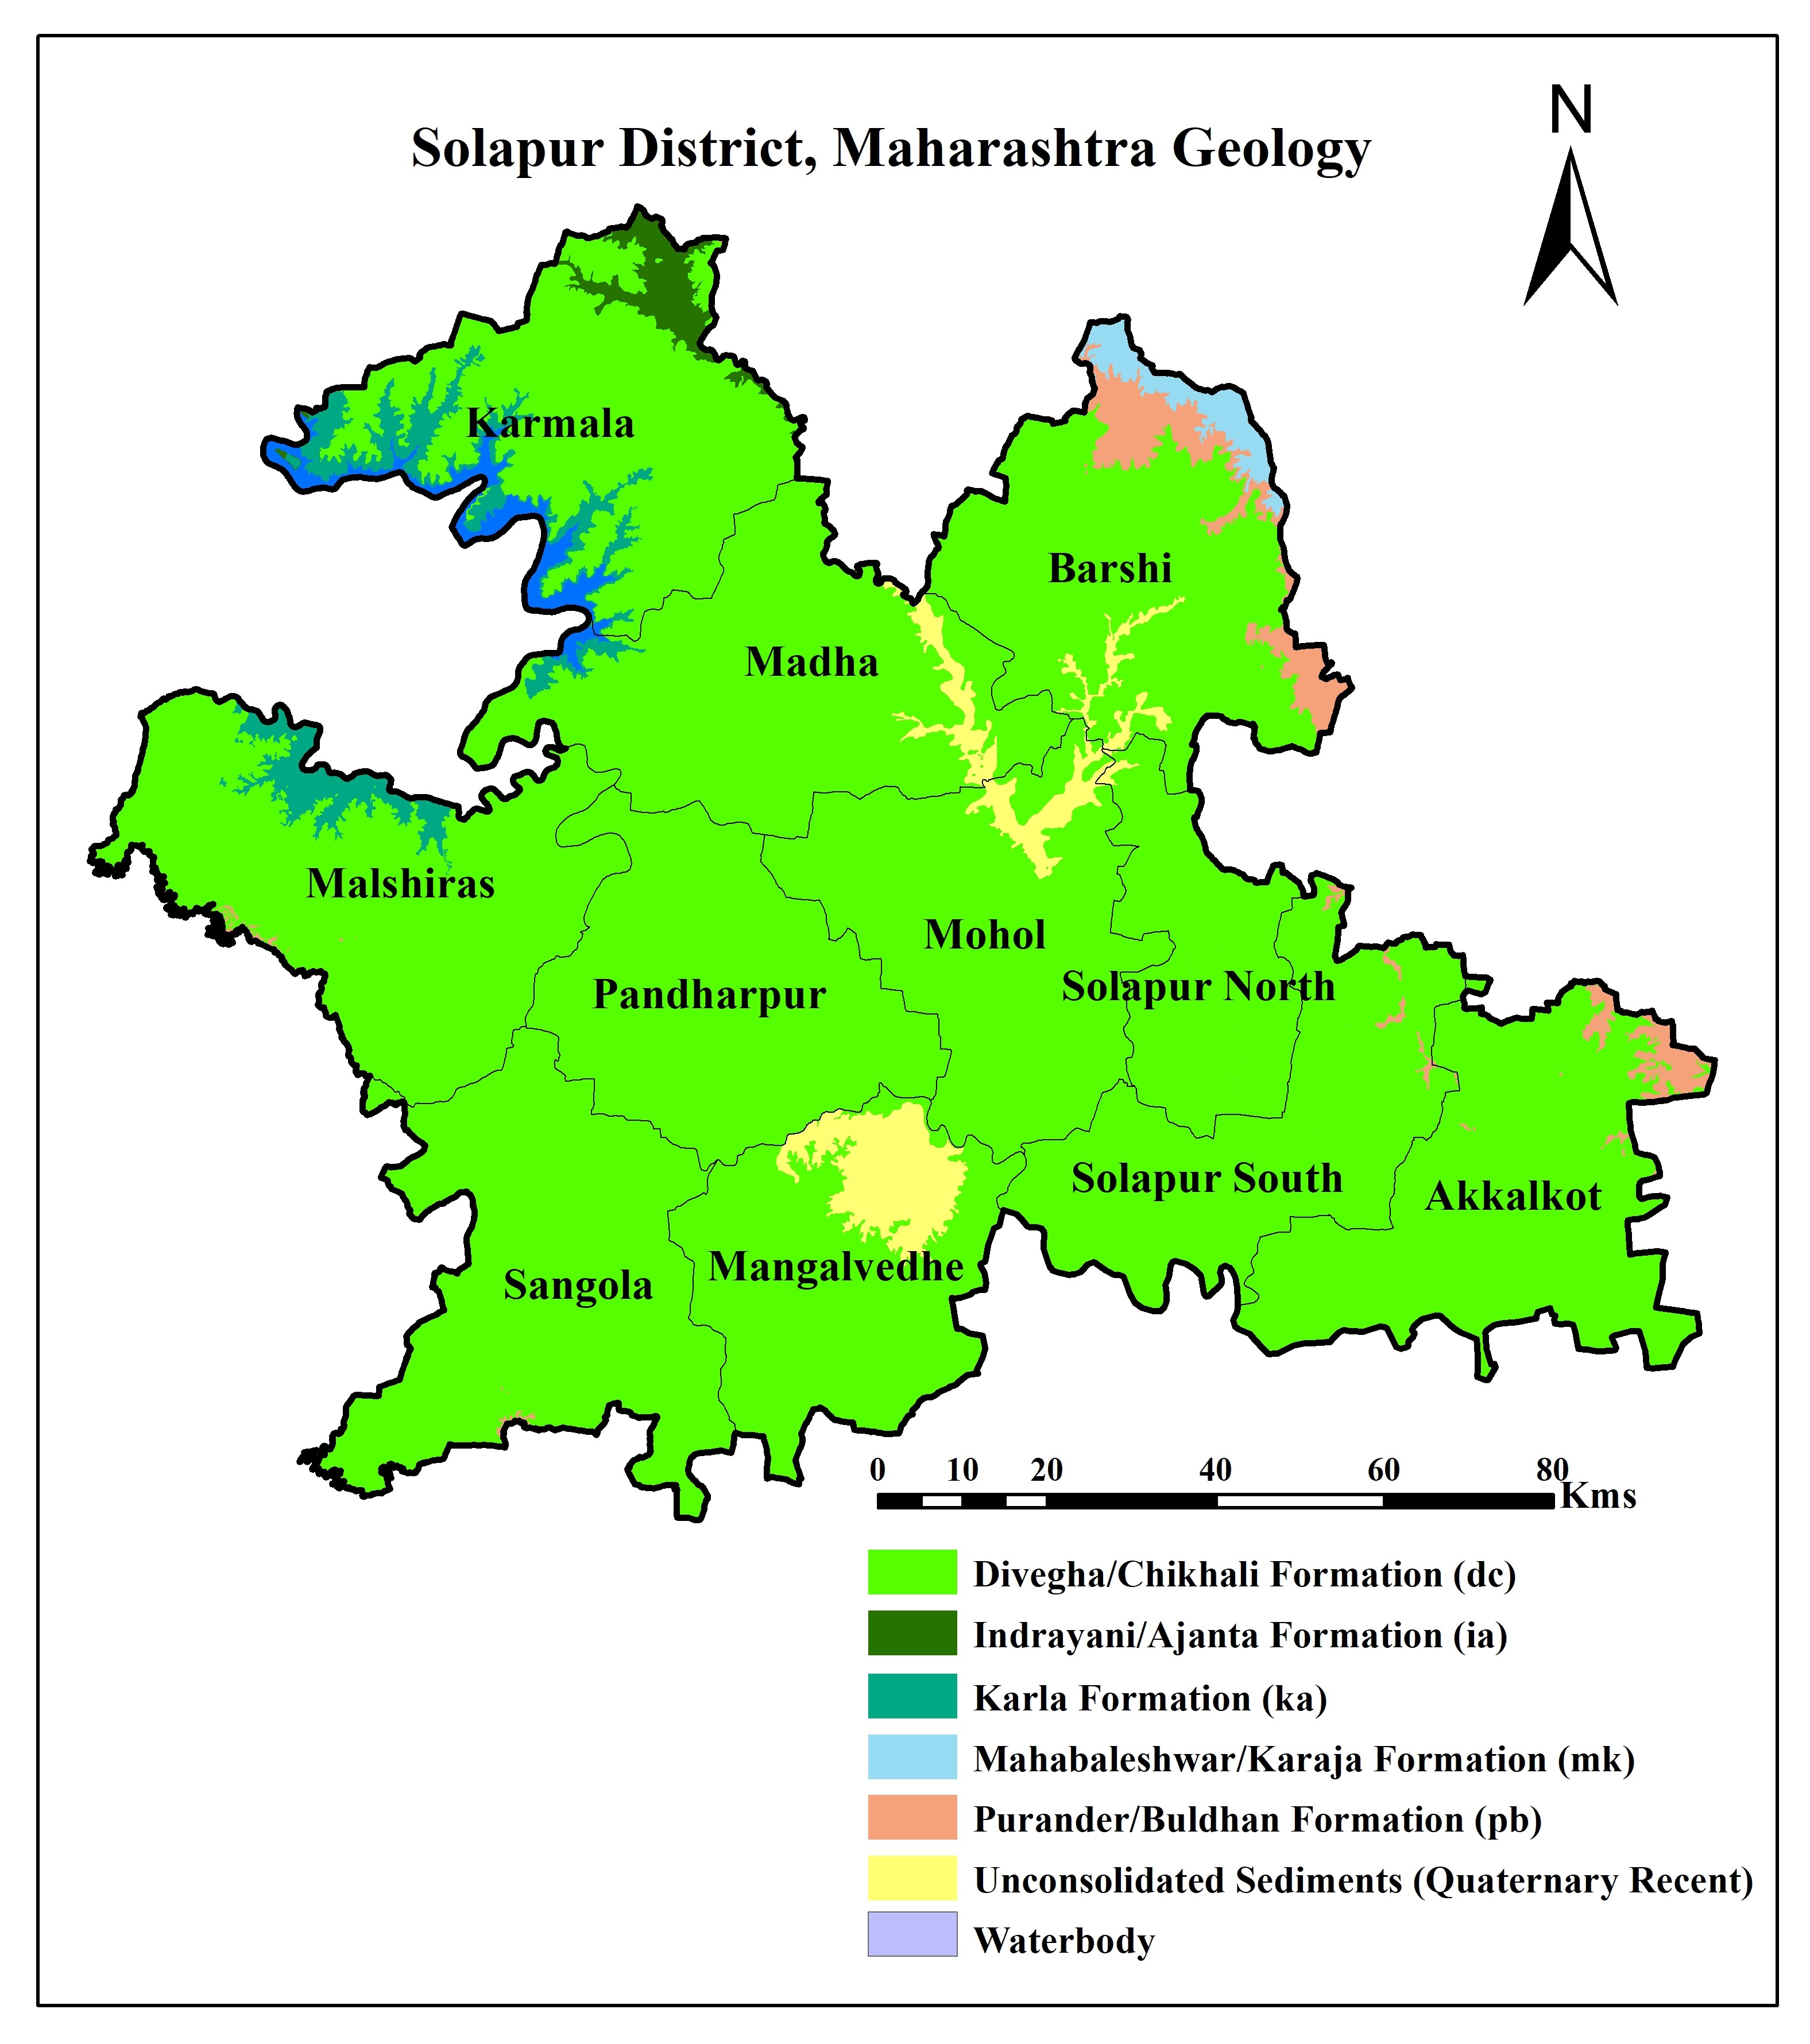 N
Solapur District, Maharashtra Geology
Karmala
Barshi
Madha
Malshiras
Mohol
Pandharpur
Solapur North
Solapur South
Akkalkot
Mangalvedhe
Sangola
0 10 20 40 60 80
Kms
Divegha/Chikhali Formation (dc)
Indrayani/Ajanta Formation (ia)
Karla Formation (ka)
Mahabaleshwar/Karaja Formation (mk)
Purander/Buldhan Formation (pb)
Unconsolidated Sediments (Quaternary Recent)
Waterbody